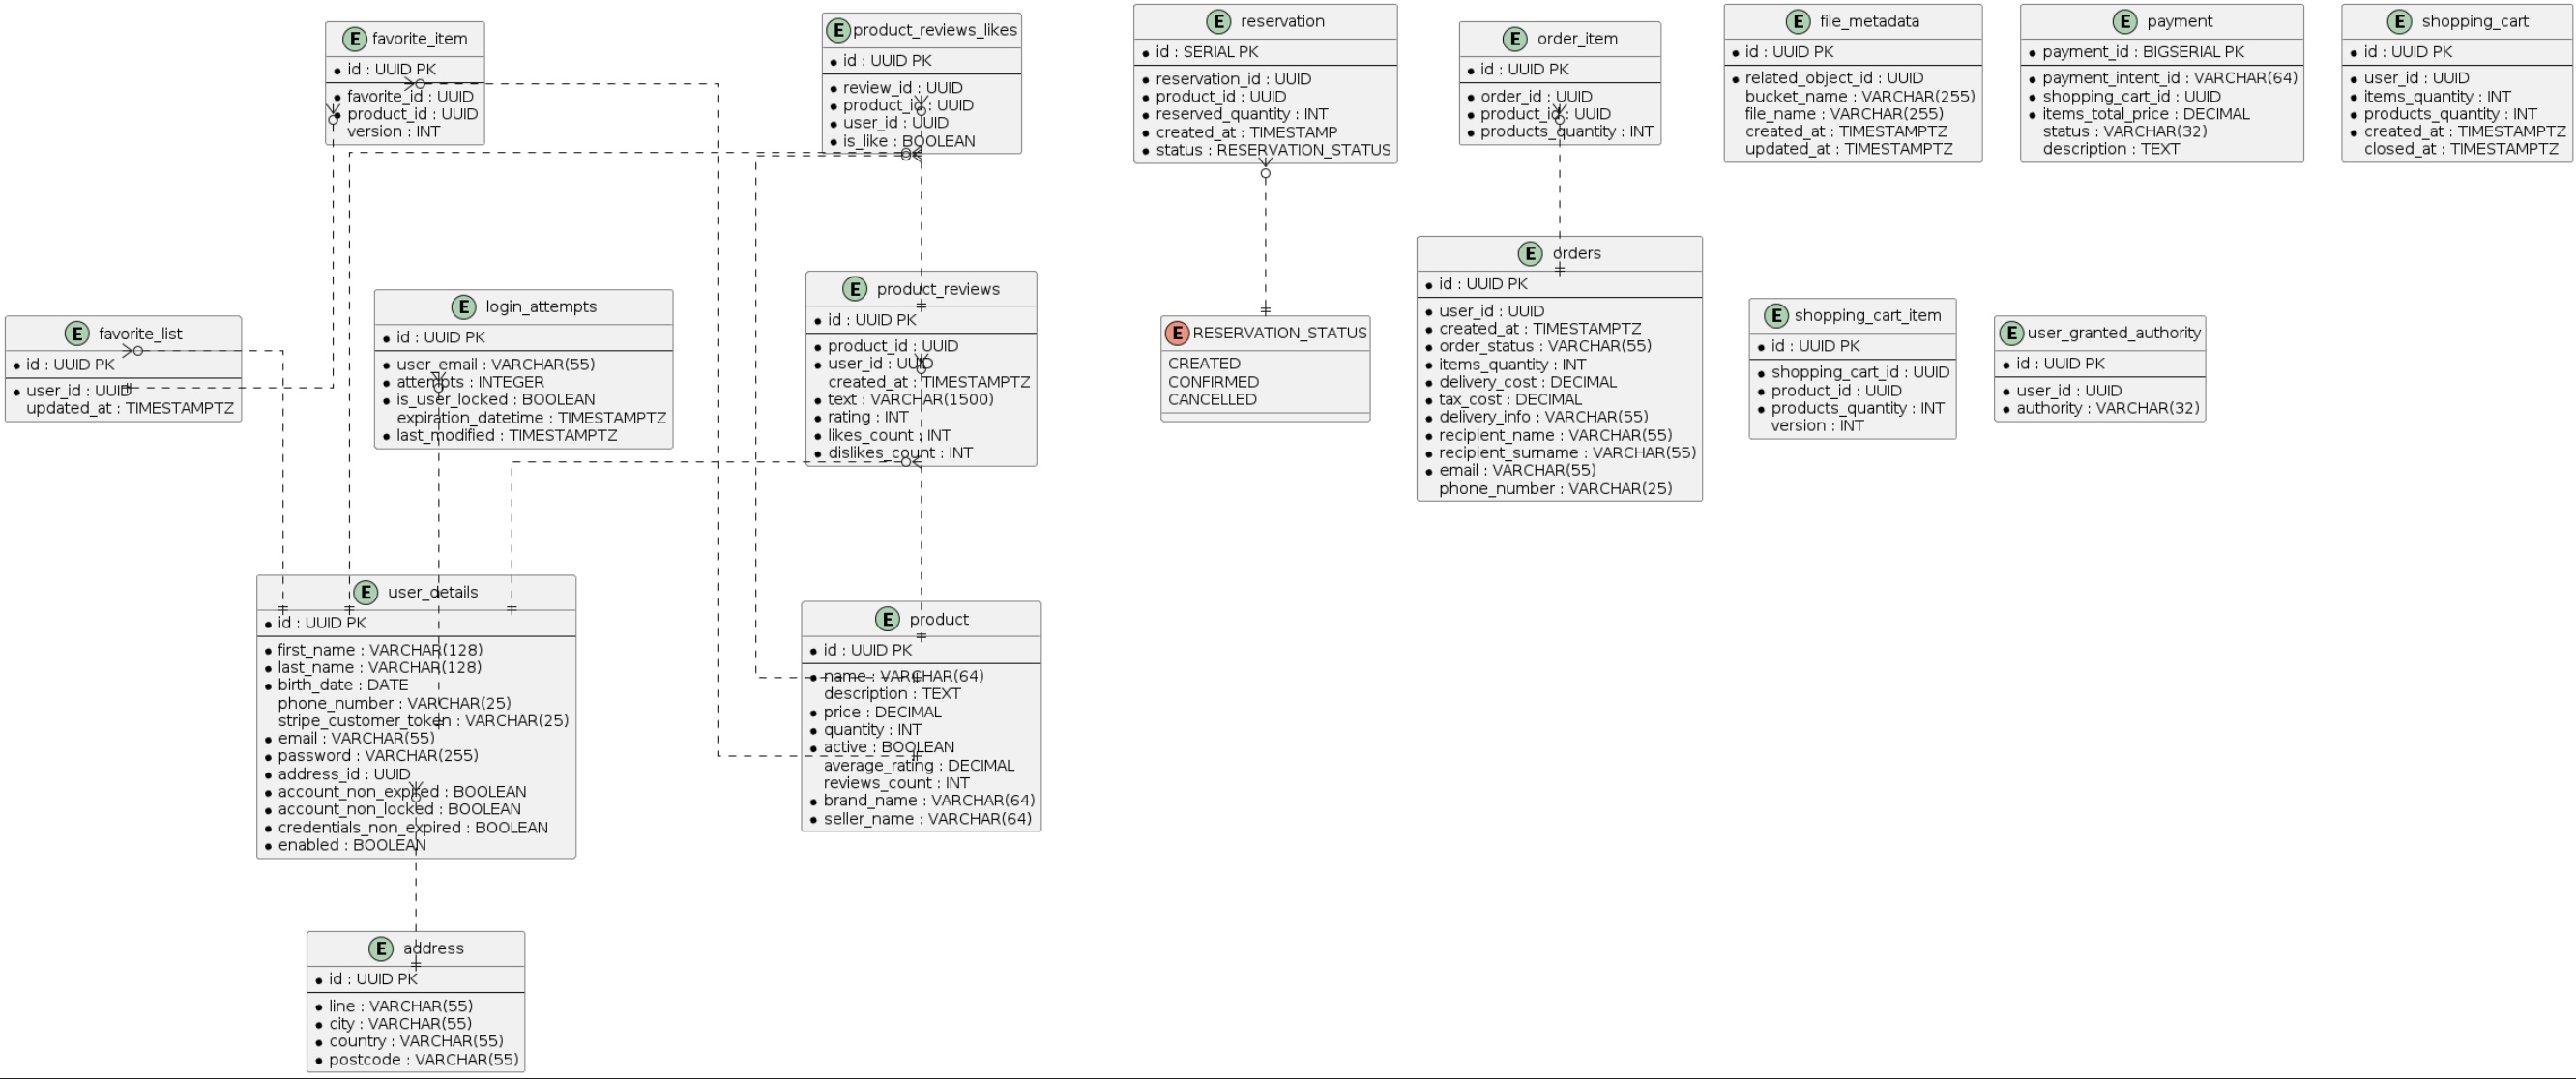 E favorite_item
id : UUID PK
favorite_id : UUID
product_id : UUID
version : INT
E product_reviews_likes
id : UUID PK
review_id : UUID
product_id : UUID
user_id : UUID
is_like : BOOLEAN
E reservation
id : SERIAL PK
reservation_id : UUID
product_id : UUID
reserved_quantity : INT
created_at : TIMESTAMP
status : RESERVATION_STATUS
E order_item
id : UUID PK
order_id : UUID
product_id : UUID
products_quantity : INT
E file_metadata
id : UUID PK
related_object_id : UUID
bucket_name : VARCHAR(255)
file_name : VARCHAR(255)
created_at : TIMESTAMPTZ
updated_at : TIMESTAMPTZ
E payment
payment_id : BIGSERIAL PK
payment_intent_id : VARCHAR(64)
shopping_cart_id : UUID
items_total_price : DECIMAL
status : VARCHAR(32)
description : TEXT
E shopping_cart
id : UUID PK
user_id : UUID
items_quantity : INT
products_quantity : INT
created_at : TIMESTAMPTZ
closed_at : TIMESTAMPTZ
E favorite_list
id : UUID PK
user_id : UUID
updated_at : TIMESTAMPTZ
E login_attempts
id : UUID PK
user_email : VARCHAR(55)
attempts : INTEGER
is_user_locked : BOOLEAN
expiration_datetime : TIMESTAMPTZ
last_modified : TIMESTAMPTZ
E product_reviews
id : UUID PK
product_id : UUID
user_id : UUID
created_at : TIMESTAMPTZ
text : VARCHAR(1500)
rating : INT
likes_count : INT
dislikes_count : INT
E RESERVATION_STATUS
CREATED
CONFIRMED
CANCELLED
E orders
id : UUID PK
user_id : UUID
created_at : TIMESTAMPTZ
order_status : VARCHAR(55)
items_quantity : INT
delivery_cost : DECIMAL
tax_cost : DECIMAL
delivery_info : VARCHAR(55)
recipient_name : VARCHAR(55)
recipient_surname : VARCHAR(55)
email : VARCHAR(55)
phone_number : VARCHAR(25)
E shopping_cart_item
id : UUID PK
shopping_cart_id : UUID
product_id : UUID
products_quantity : INT
version : INT
E user_granted_authority
id : UUID PK
user_id : UUID
authority : VARCHAR(32)
E user_details
id : UUID PK
first_name : VARCHAR(128)
last_name : VARCHAR(128)
birth_date : DATE
phone_number : VARCHAR(25)
stripe_customer_token : VARCHAR(25)
email : VARCHAR(55)
password : VARCHAR(255)
address_id : UUID
account_non_expired : BOOLEAN
account_non_locked : BOOLEAN
credentials_non_expired : BOOLEAN
enabled : BOOLEAN
E product
id : UUID PK
name : VARCHAR(64)
description : TEXT
price : DECIMAL
quantity : INT
active : BOOLEAN
average_rating : DECIMAL
reviews_count : INT
brand_name : VARCHAR(64)
seller_name : VARCHAR(64)
E address
id : UUID PK
line : VARCHAR(55)
city : VARCHAR(55)
country : VARCHAR(55)
postcode : VARCHAR(55)